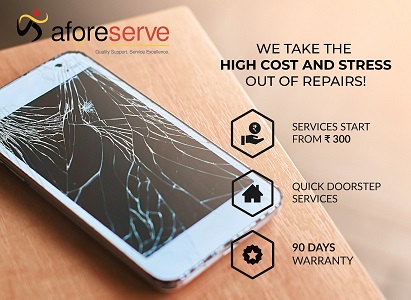 aforeserve
Quality Support, Service Excellence.
WE TAKE THE
HIGH COST AND STRESS
OUT OF REPAIRS!
SERVICES START
FROM ₹ 300
QUICK DOORSTEP
SERVICES
90 DAYS
WARRANTY